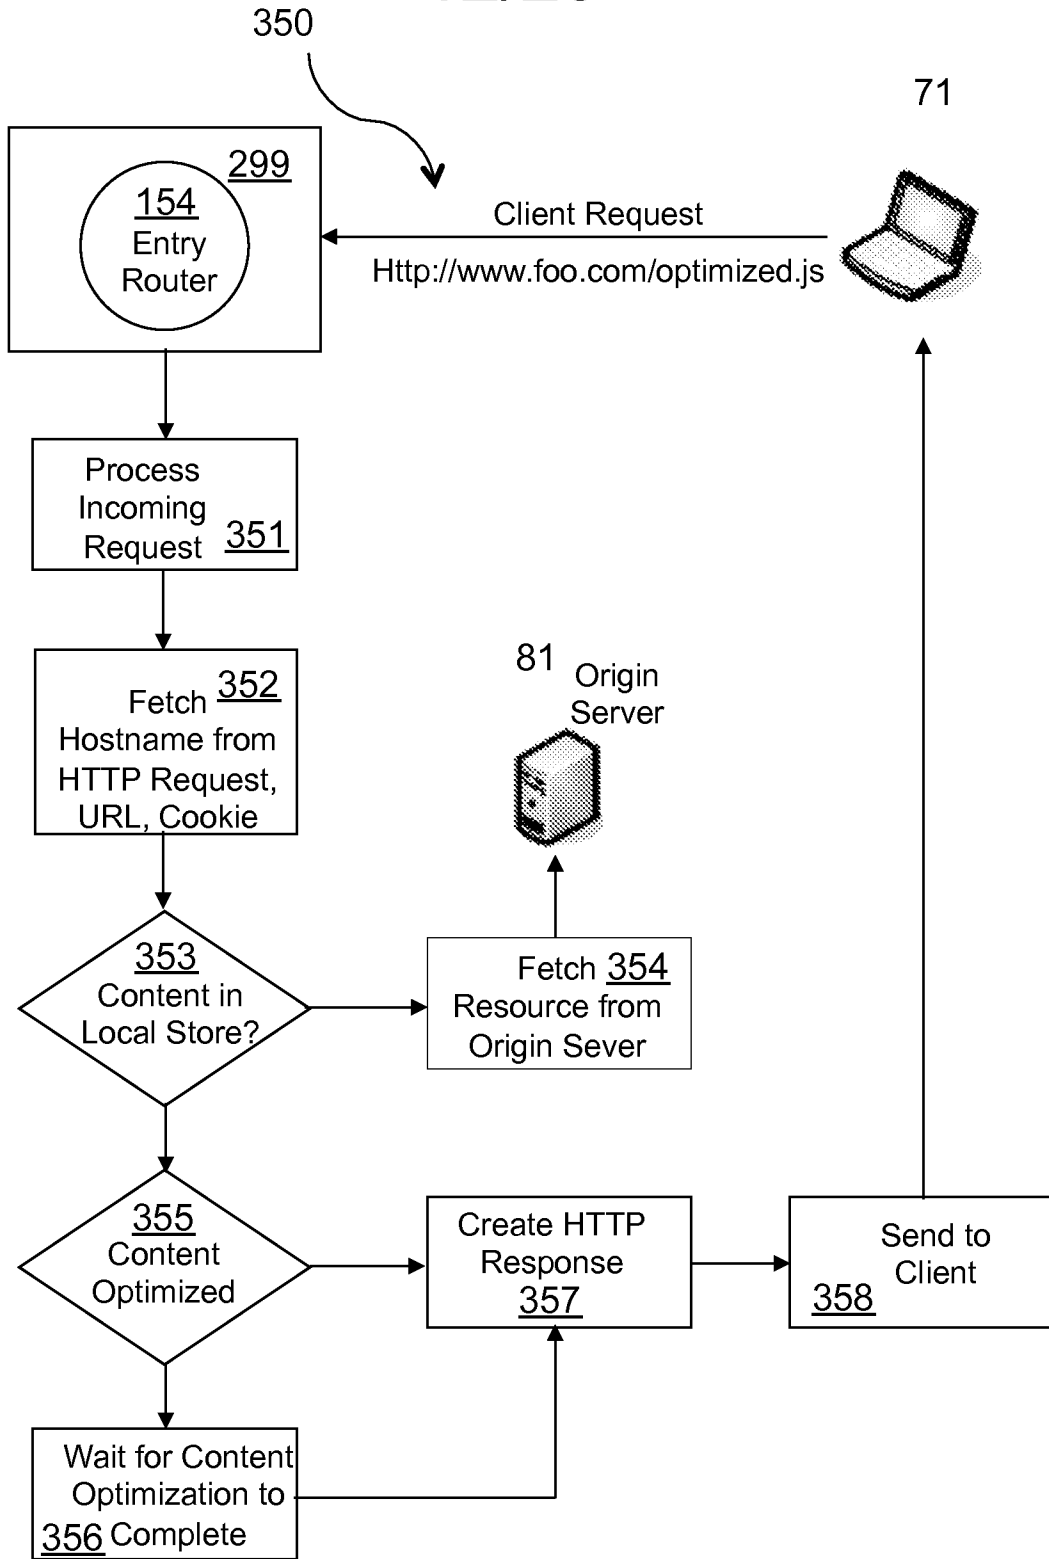 350
71
299
154
Entry
Router
Client Request
Http://www.foo.com/optimized.js
Process
Incoming
Request 351
Fetch 352
Hostname from
HTTP Request,
URL, Cookie
81
Origin
Server
353
Content in
Local Store?
Fetch 354
Resource from
Origin Sever
355
Content
Optimized
Create HTTP
Response
357
Send to
Client
358
Wait for Content
Optimization to
356 Complete